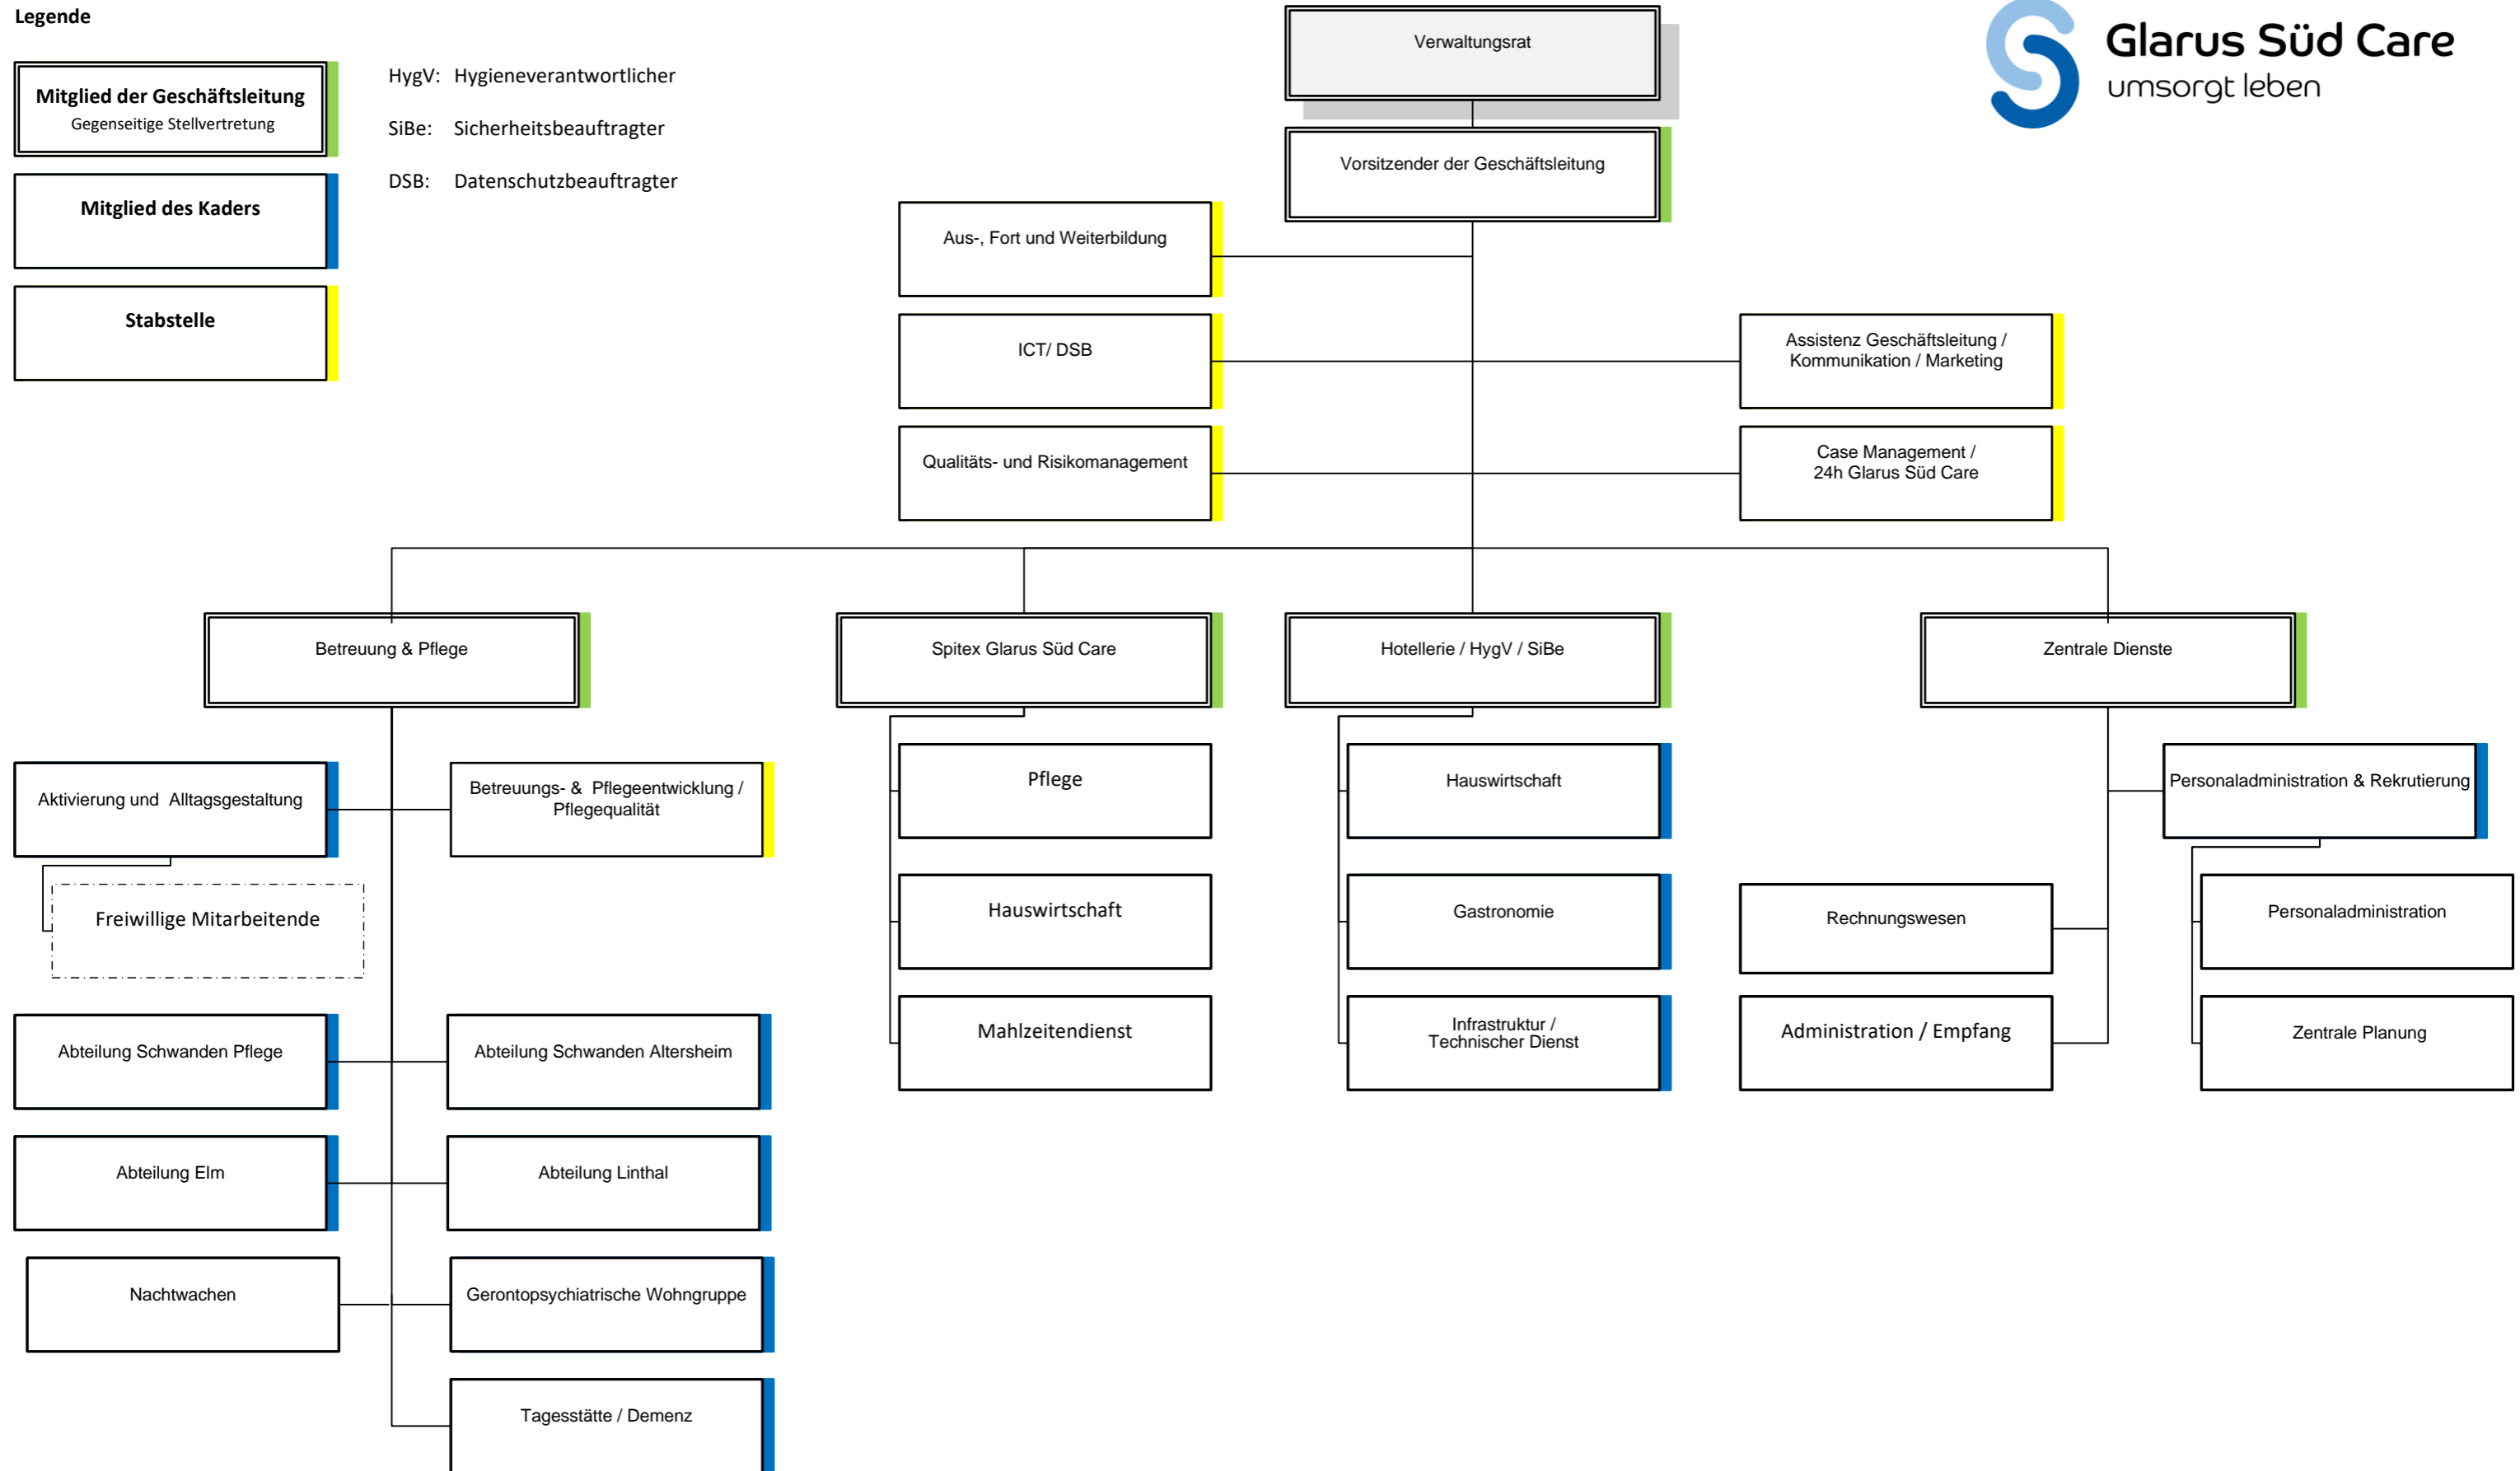 Legende
Mitglied der Geschäftsleitung
Gegenseitige Stellvertretung
Mitglied des Kaders
Stabstelle
HygV: Hygieneverantwortlicher
SiBe: Sicherheitsbeauftragter
DSB: Datenschutzbeauftragter
Glarus Süd Care
umsorgt leben
Verwaltungsrat
Vorsitzender der Geschäftsleitung
Aus-, Fort und Weiterbildung
ICT/ DSB
Assistenz Geschäftsleitung /
Kommunikation / Marketing
Qualitäts- und Risikomanagement
Case Management /
24h Glarus Süd Care
Betreuung & Pflege
Spitex Glarus Süd Care
Hotellerie / HygV / SiBe
Zentrale Dienste
Aktivierung und Alltagsgestaltung
Betreuungs- & Pflegeentwicklung /
Pflegequalität
Freiwillige Mitarbeitende
Abteilung Schwanden Pflege
Abteilung Schwanden Altersheim
Abteilung Elm
Abteilung Linthal
Nachtwachen
Gerontopsychiatrische Wohngruppe
Tagesstätte / Demenz
Pflege
Hauswirtschaft
Mahlzeitendienst
Hauswirtschaft
Gastronomie
Infrastruktur /
Technischer Dienst
Personaladministration & Rekrutierung
Rechnungswesen
Personaladministration
Administration / Empfang
Zentrale Planung